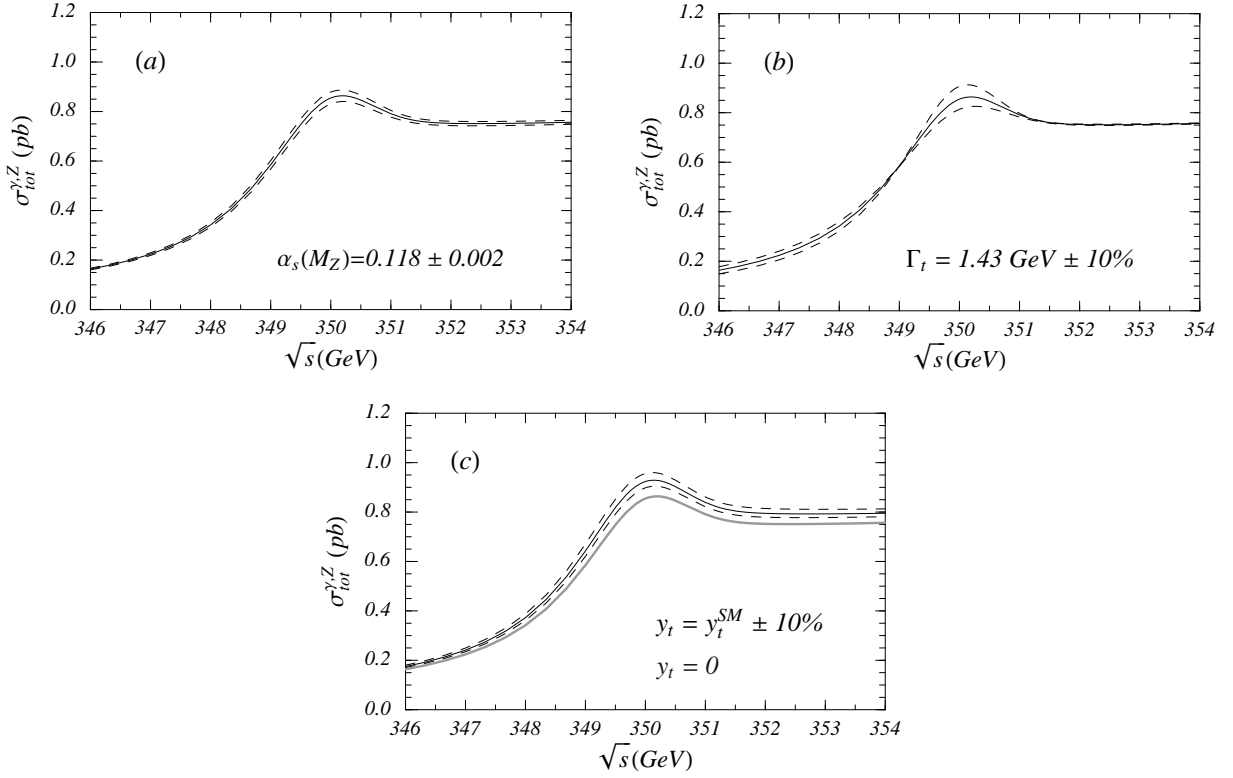 1.2
(a)
1.0
0.8
0.6
0.4
0.2
0.0
σ_tot^γ,Z (pb)
α_s(M_Z)=0.118 ± 0.002
346 347 348 349 350 351 352 353 354
√s(GeV)
1.2
(b)
1.0
0.8
0.6
0.4
0.2
0.0
σ_tot^γ,Z (pb)
Γ_t = 1.43 GeV ± 10%
346 347 348 349 350 351 352 353 354
√s(GeV)
1.2
(c)
1.0
0.8
0.6
0.4
0.2
0.0
σ_tot^γ,Z (pb)
y_t = y_t^SM ± 10%
y_t = 0
346 347 348 349 350 351 352 353 354
√s(GeV)